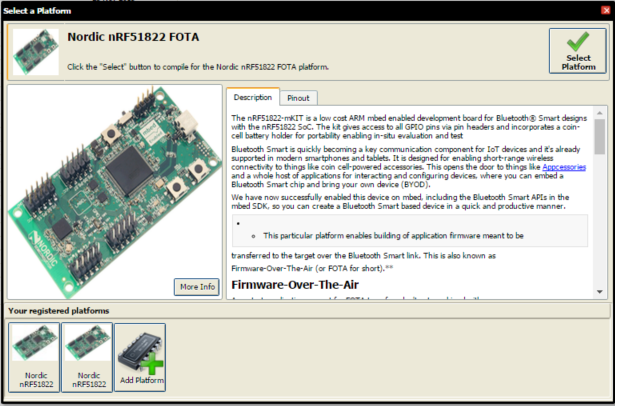 Select a Platform
Nordic nRF51822 FOTA
Click the "Select" button to compile for the Nordic nRF51822 FOTA platform.
Select
Platform
Description
Pinout
The nRF51822-mKIT is a low cost ARM mbed enabled development board for Bluetooth® Smart designs
with the nRF51822 SoC. The kit gives access to all GPIO pins via pin headers and incorporates a coin-
cell battery holder for portability enabling in-situ evaluation and test
Bluetooth Smart is quickly becoming a key communication component for IoT devices and it's already
supported in modern smartphones and tablets. It is designed for enabling short-range wireless
connectivity to things like coin cell-powered accessories. This opens the door to things like Appcessories
and a whole host of applications for interacting and configuring devices, where you can embed a
Bluetooth Smart chip and bring your own device (BYOD).
We have now successfully enabled this device on mbed, including the Bluetooth Smart APIs in the
mbed SDK, so you can create a Bluetooth Smart based device in a quick and productive manner.
This particular platform enables building of application firmware meant to be
transferred to the target over the Bluetooth Smart link. This is also known as
Firmware-Over-The-Air (or FOTA for short).**
Firmware-Over-The-Air
NORDIC
More Info
Your registered platforms
Nordic
nRF51822
Nordic
nRF51822
Add Platform